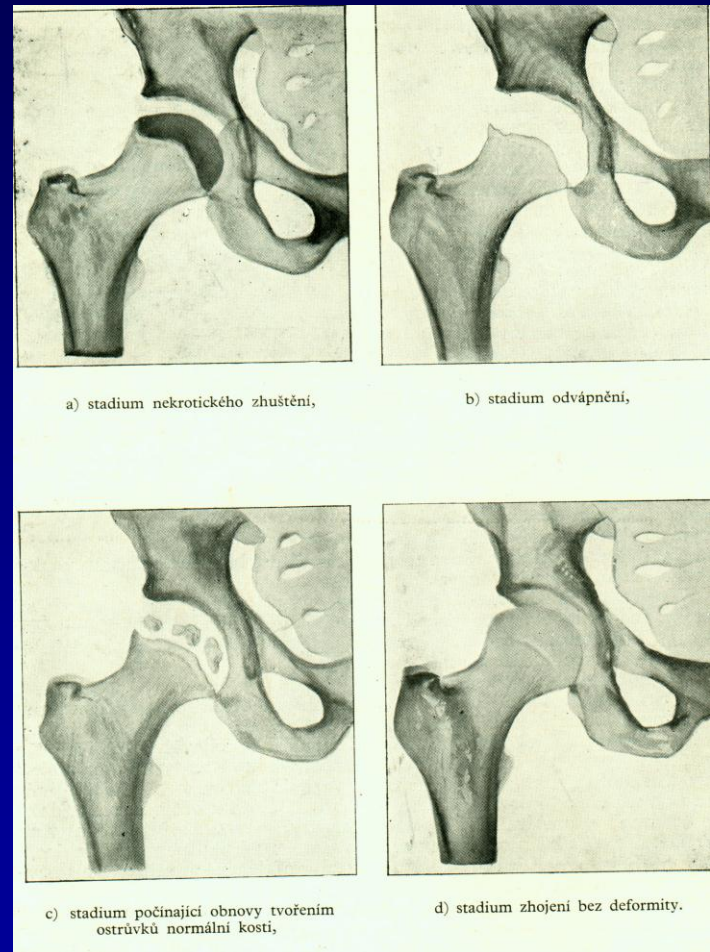 a) stadium nekrotického zhuštění,
b) stadium odvápnění,
c) stadium počínající obnovy tvořením
ostrůvků normální kosti,
d) stadium zhojení bez deformity.